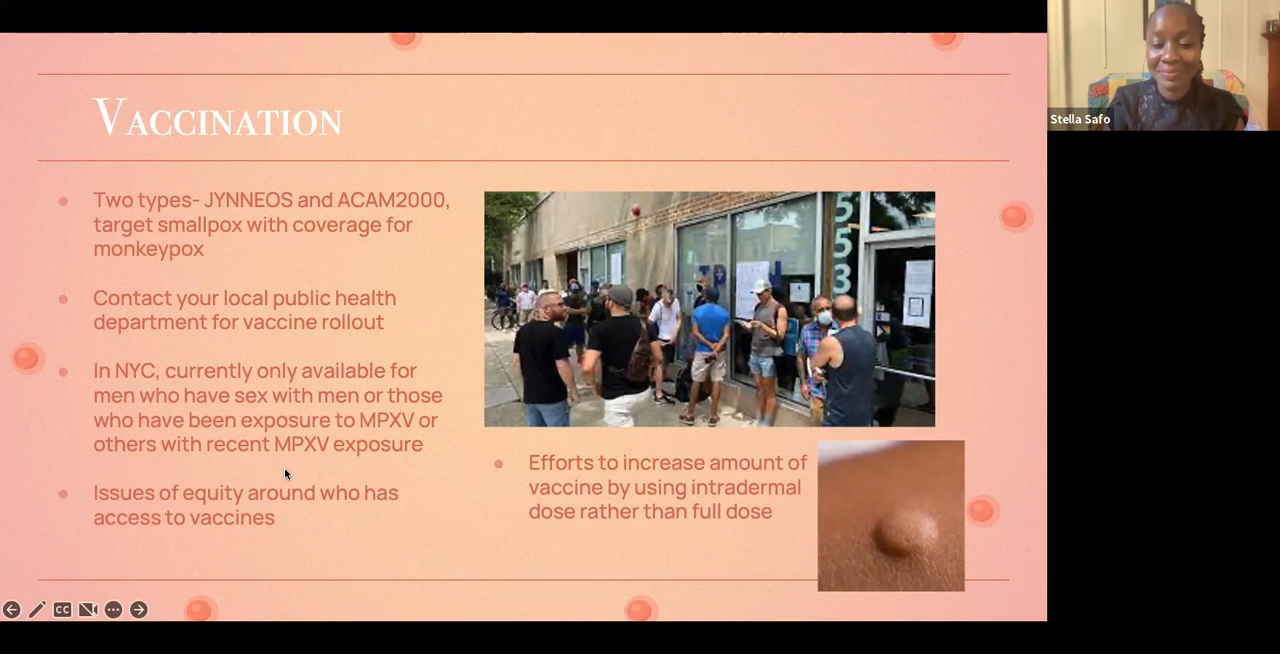 VACCINATION
Two types- JYNNEOS and ACAM2000,
target smallpox with coverage for
monkeypox
Contact your local public health
department for vaccine rollout
In NYC, currently only available for
men who have sex with men or those
who have been exposure to MPXV or
others with recent MPXV exposure
Issues of equity around who has
access to vaccines
553
Efforts to increase amount of
vaccine by using intradermal
dose rather than full dose
Stella Safo
CC